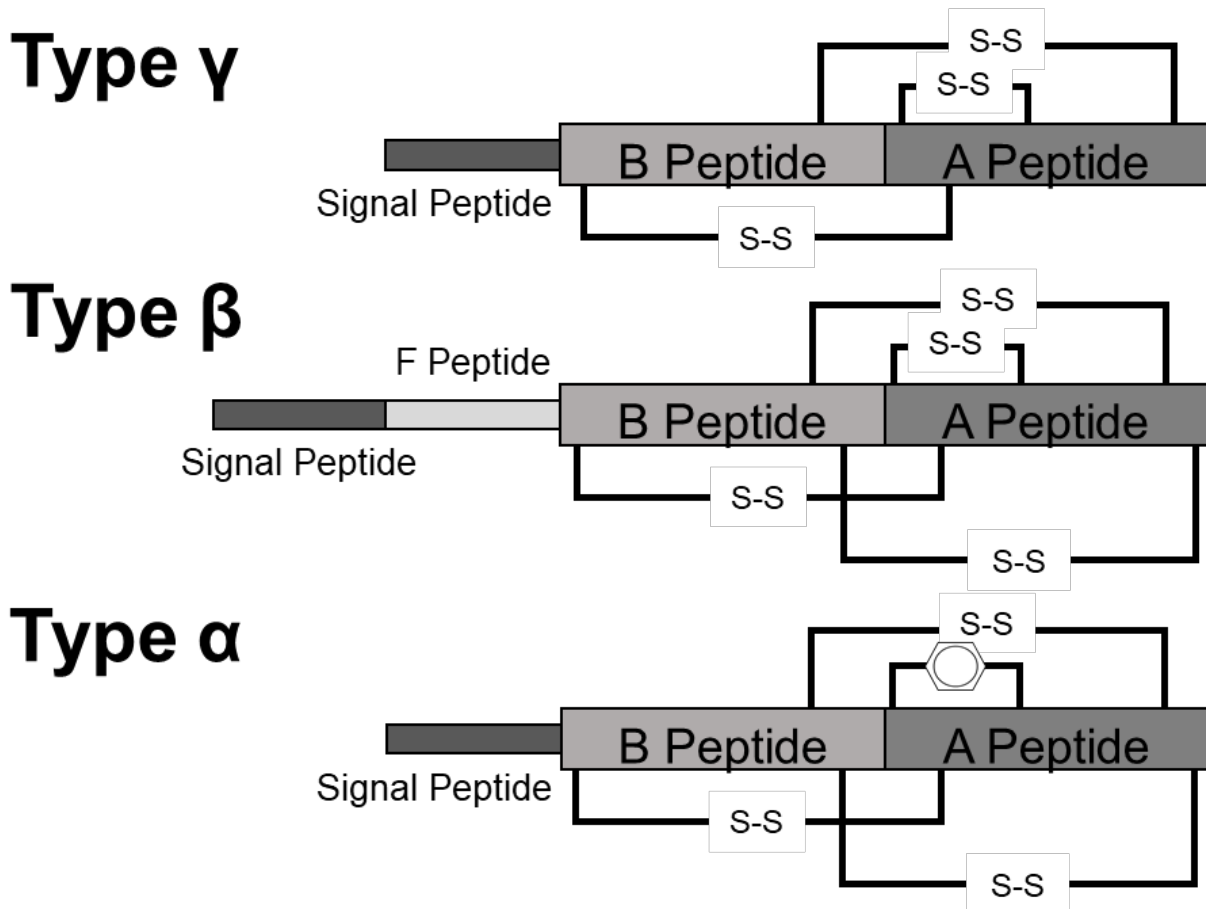 Type γ
S-S
S-S
B Peptide
A Peptide
Signal Peptide
S-S
Type β
S-S
S-S
F Peptide
B Peptide
A Peptide
Signal Peptide
S-S
S-S
Type α
S-S
B Peptide
A Peptide
Signal Peptide
S-S
S-S